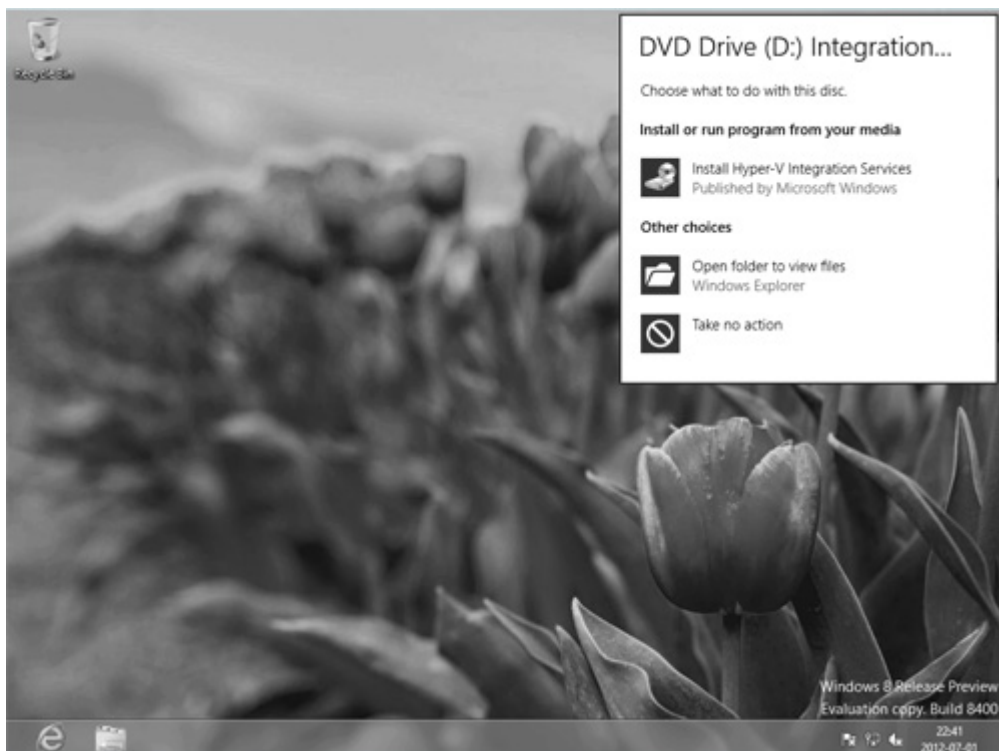 Recycle Bin
DVD Drive (D:) Integration...
Choose what to do with this disc.
Install or run program from your media
Install Hyper-V Integration Services
Published by Microsoft Windows
Other choices
Open folder to view files
Windows Explorer
Take no action
Windows 8 Release Preview
Evaluation copy. Build 8400
22:41
2012-07-01